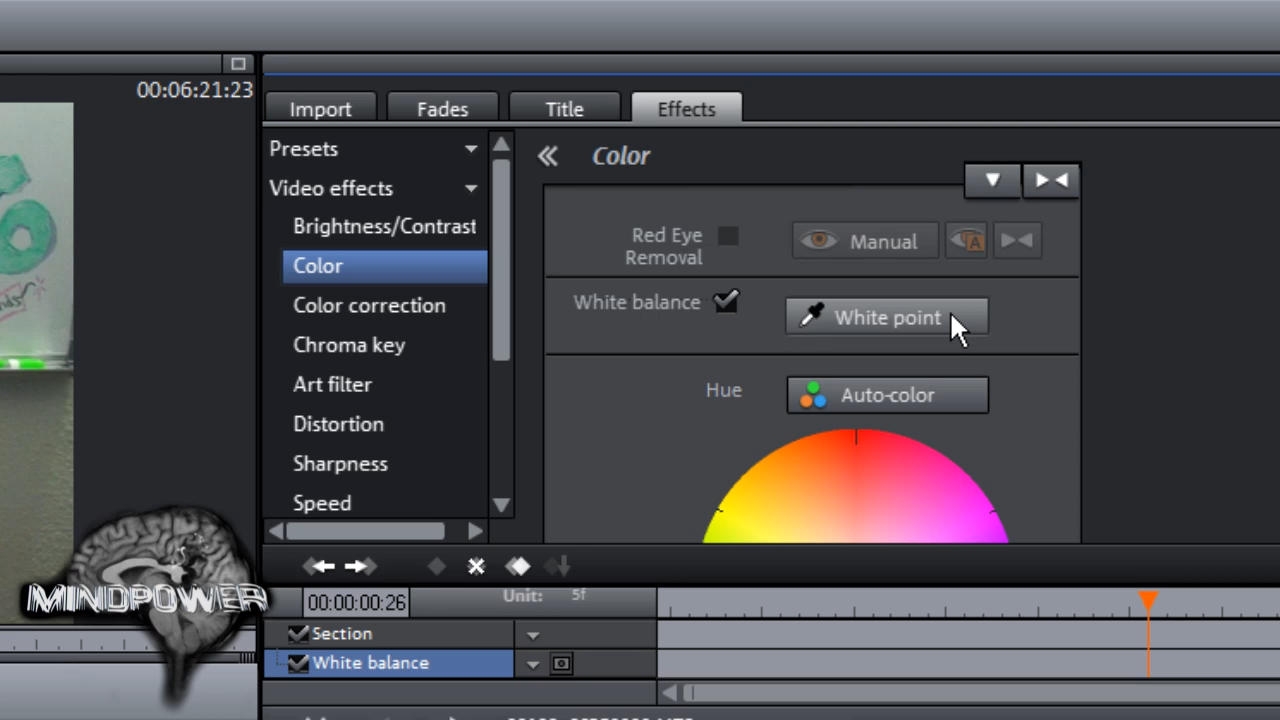 00:06:21:23
Import Fades Title Effects
Presets
Video effects
Brightness/Contrast
Color
Color correction
Chroma key
Art filter
Distortion
Sharpness
Speed
Color
Red Eye
Removal
Manual
A
White balance
White point
Hue
Auto-color
MINDPOWER
00:00:00:26
Unit: 5f
Section
White balance